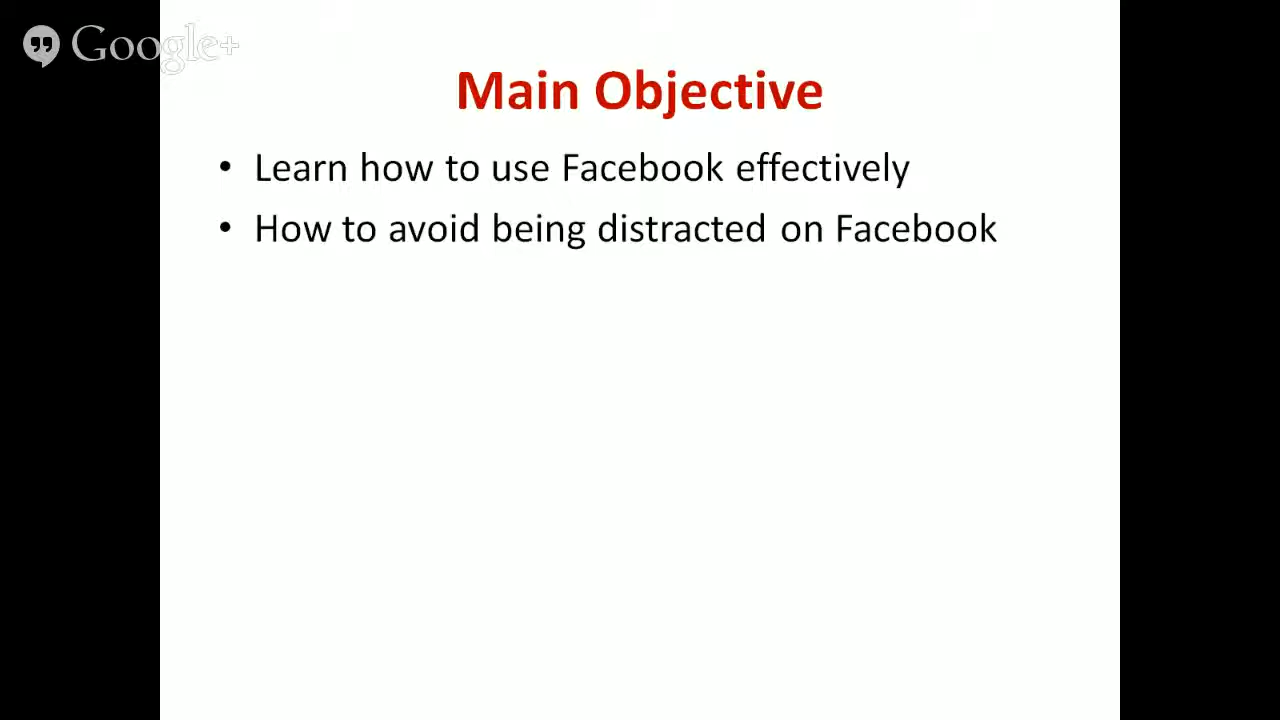 Google+
Main Objective
• Learn how to use Facebook effectively
• How to avoid being distracted on Facebook